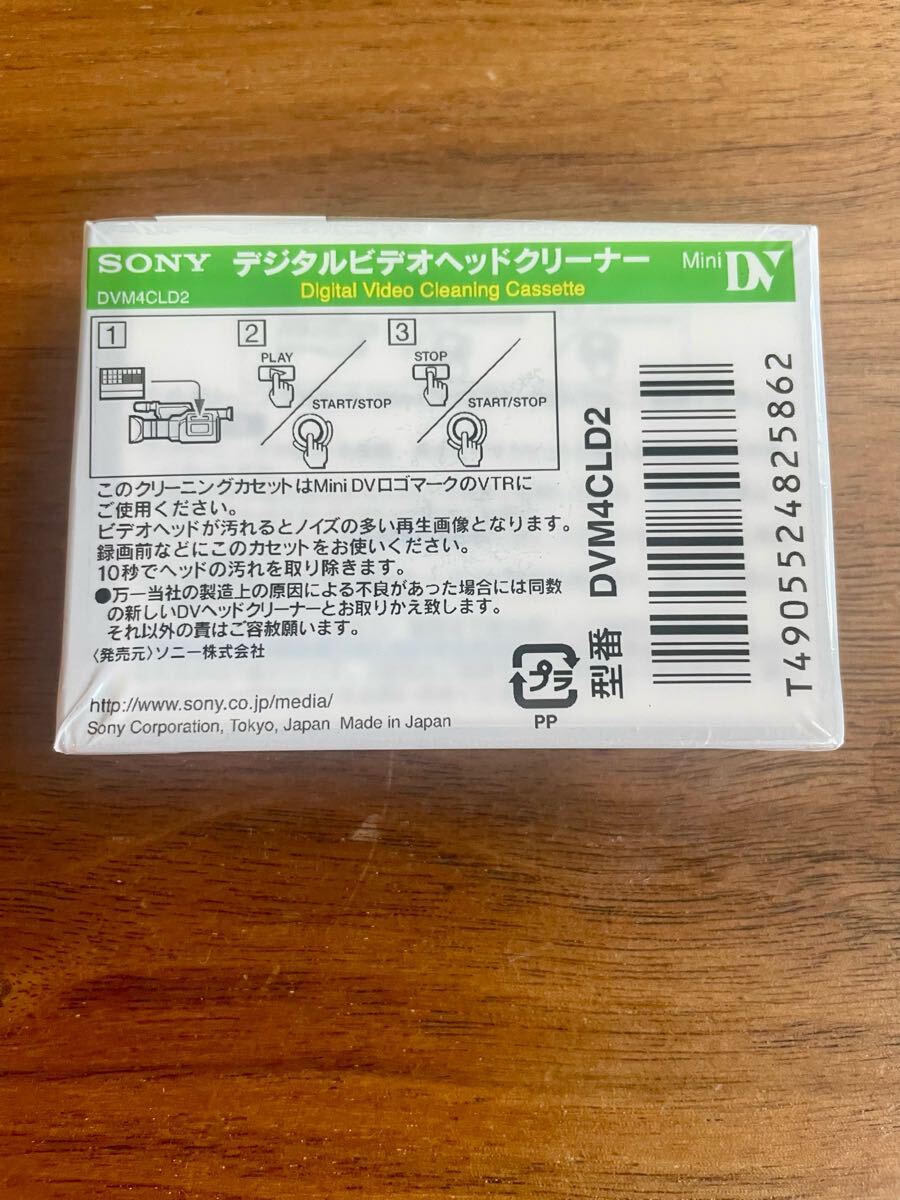 SONY デジタルビデオヘッドクリーナー Mini DV
DVM4CLD2 Digital Video Cleaning Cassette
1 2 3
PLAY STOP
START/STOP START/STOP
このクリーニングカセットはMini DVロゴマークのVTRに
ご使用ください。
ビデオヘッドが汚れるとノイズの多い再生画像となります。
録画前などにこのカセットをお使いください。
10秒でヘッドの汚れを取り除きます。
●万一当社の製造上の原因による不良があった場合には同数
の新しいDVヘッドクリーナーとお取りかえ致します。
それ以外の責はご容赦願います。
〈発売元〉ソニー株式会社
http://www.sony.co.jp/media/
Sony Corporation, Tokyo, Japan Made in Japan
プラ
PP
型番 DVM4CLD2
T4905524825862